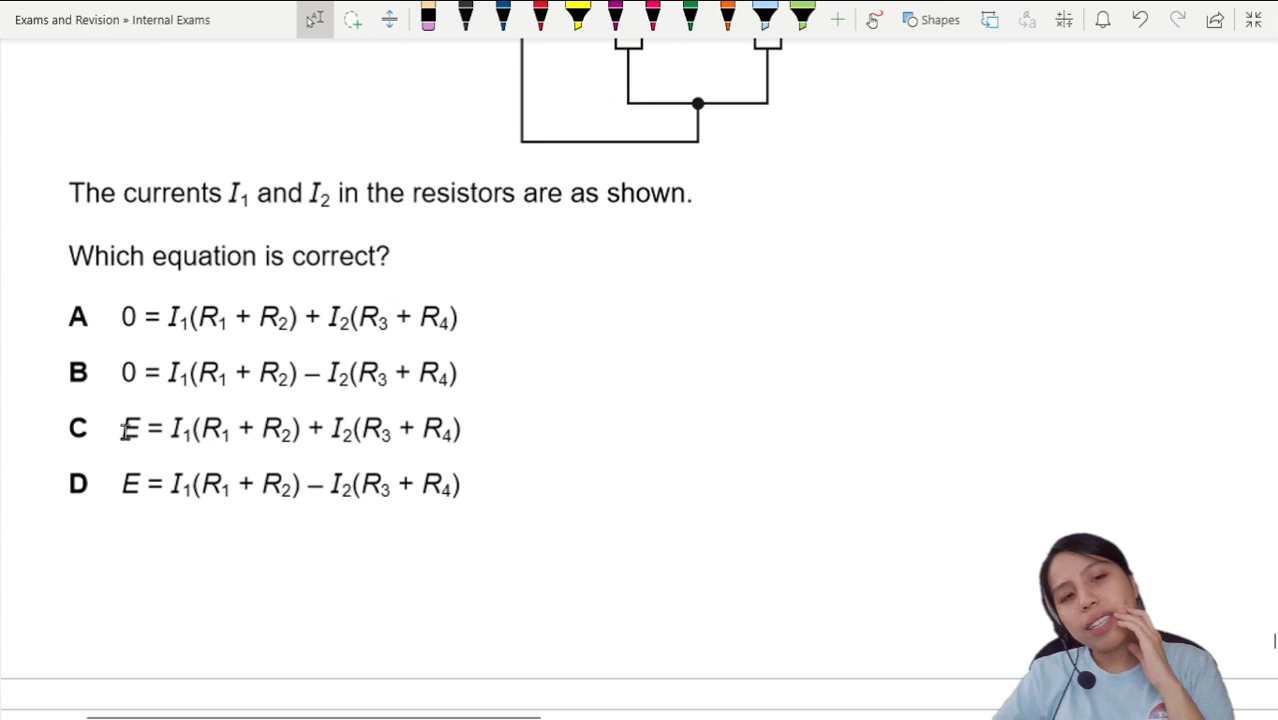 Exams and Revision » Internal Exams
Shapes
The currents I₁ and I₂ in the resistors are as shown.
Which equation is correct?
A 0 = I₁(R₁ + R₂) + I₂(R₃ + R₄)
B 0 = I₁(R₁ + R₂) – I₂(R₃ + R₄)
C E = I₁(R₁ + R₂) + I₂(R₃ + R₄)
D E = I₁(R₁ + R₂) – I₂(R₃ + R₄)